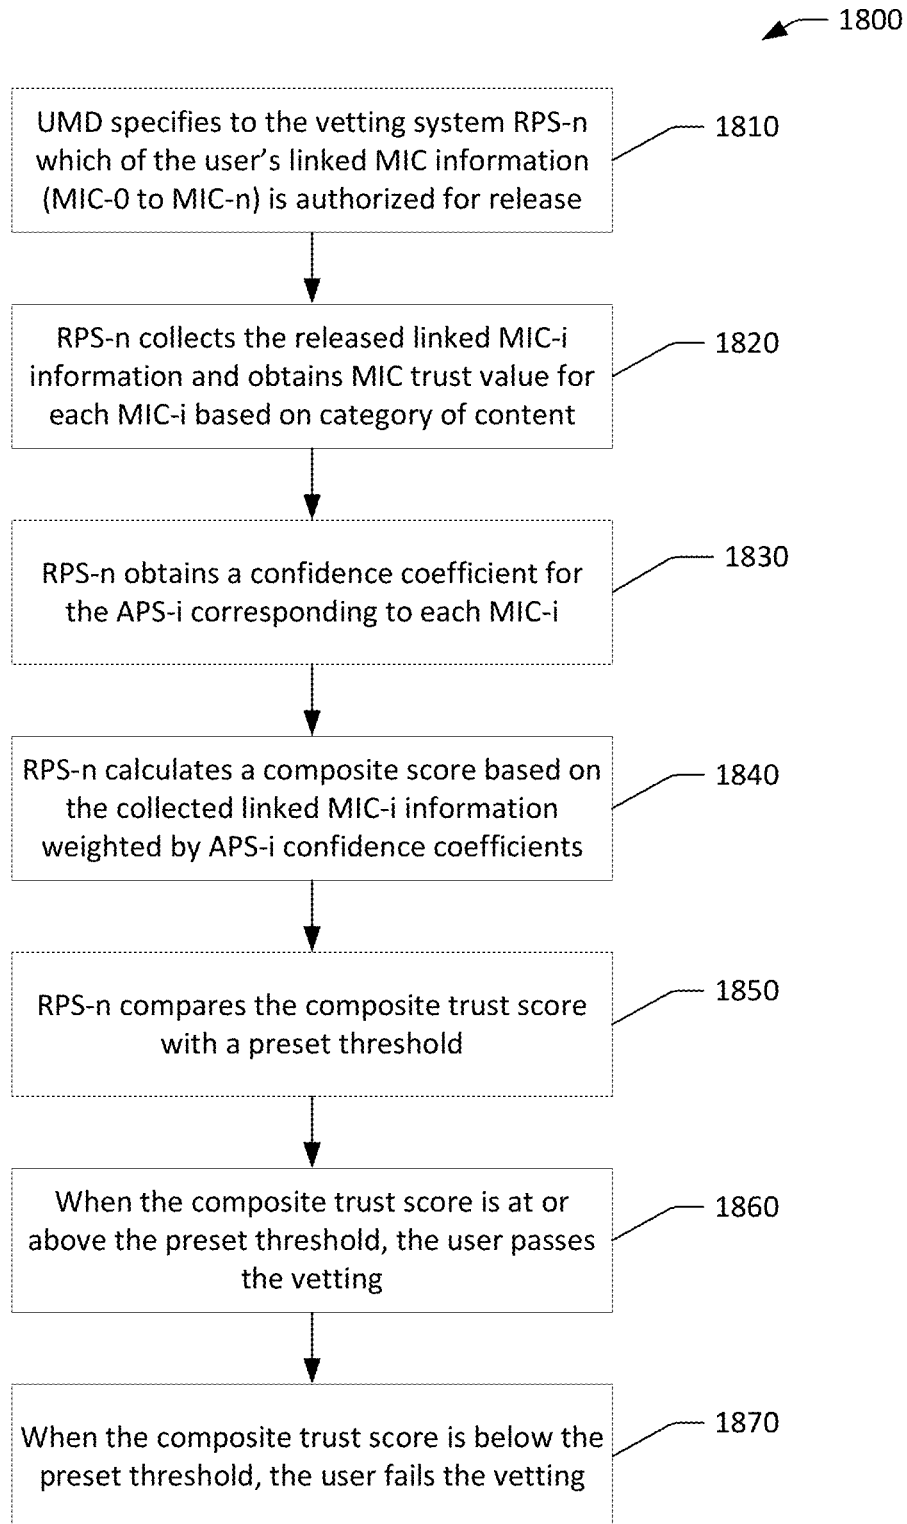 1800
UMD specifies to the vetting system RPS-n
which of the user's linked MIC information
(MIC-0 to MIC-n) is authorized for release
1810
RPS-n collects the released linked MIC-i
information and obtains MIC trust value for
each MIC-i based on category of content
1820
RPS-n obtains a confidence coefficient for
the APS-i corresponding to each MIC-i
1830
RPS-n calculates a composite score based on
the collected linked MIC-i information
weighted by APS-i confidence coefficients
1840
RPS-n compares the composite trust score
with a preset threshold
1850
When the composite trust score is at or
above the preset threshold, the user passes
the vetting
1860
When the composite trust score is below the
preset threshold, the user fails the vetting
1870